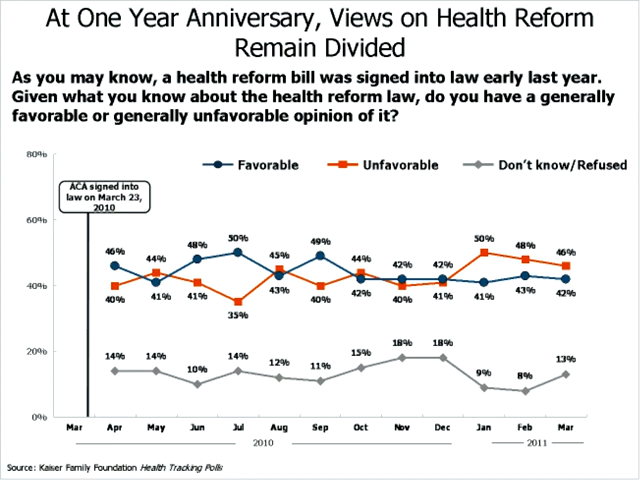 At One Year Anniversary, Views on Health Reform
Remain Divided
As you may know, a health reform bill was signed into law early last year.
Given what you know about the health reform law, do you have a generally
favorable or generally unfavorable opinion of it?
80%
Favorable Unfavorable Don't know/Refused
ACA signed into
law on March 23,
2010
60%
46% 44% 48% 50% 45% 49% 44% 42% 42% 50% 48% 46%
40%
40% 41% 41% 35% 43% 40% 42% 40% 41% 41% 43% 42%
20%
14% 14% 10% 14% 12% 11% 15% 18% 18% 9% 8% 13%
0%
Mar Apr May Jun Jul Aug Sep Oct Nov Dec Jan Feb Mar
2010 2011
Source: Kaiser Family Foundation Health Tracking Polls